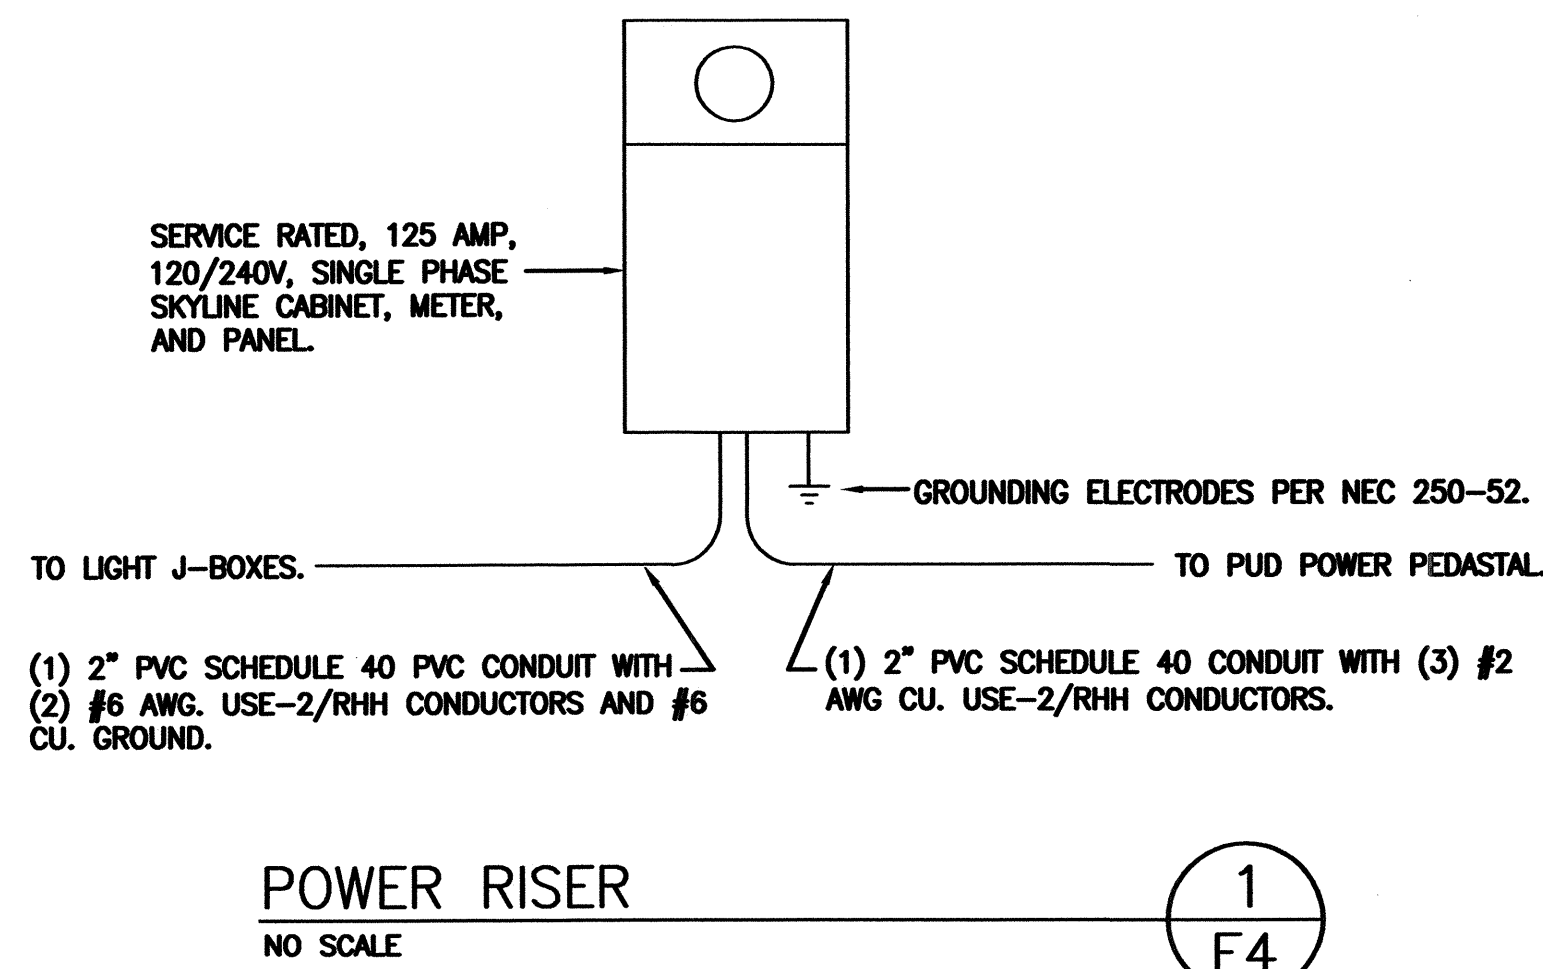 SERVICE RATED, 125 AMP,
120/240V, SINGLE PHASE
SKYLINE CABINET, METER,
AND PANEL.
GROUNDING ELECTRODES PER NEC 250-52.
TO LIGHT J-BOXES.
TO PUD POWER PEDASTAL.
(1) 2" PVC SCHEDULE 40 PVC CONDUIT WITH
(2) #6 AWG. USE-2/RHH CONDUCTORS AND #6
CU. GROUND.
(1) 2" PVC SCHEDULE 40 CONDUIT WITH (3) #2
AWG CU. USE-2/RHH CONDUCTORS.
POWER RISER
NO SCALE
1